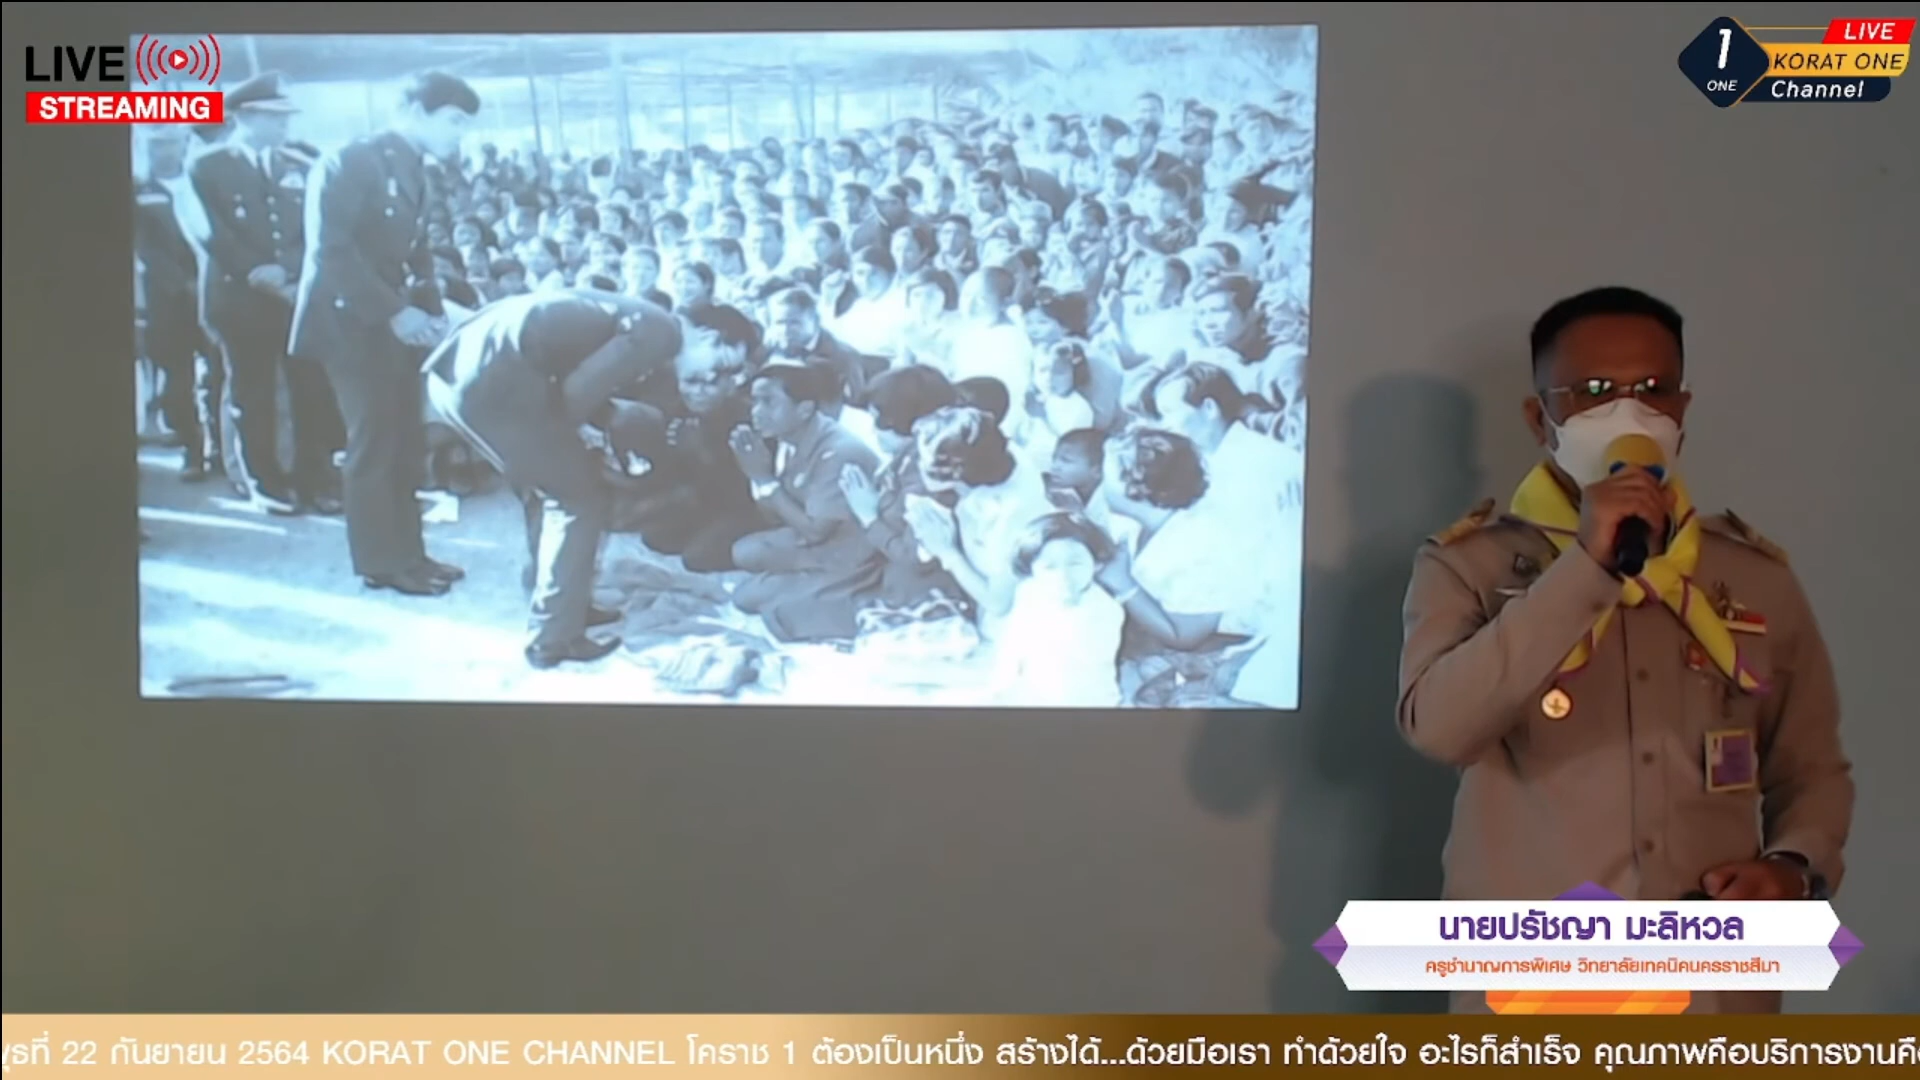 LIVE
STREAMING
1
ONE
LIVE
KORAT ONE
Channel
นายปรัชญา มะลิหวล
ครูชำนาญการพิเศษ วิทยาลัยเทคนิคนครราชสีมา
ที่ 22 กันยายน 2564 KORAT ONE CHANNEL โคราช 1 ต้องเป็นหนึ่ง สร้างได้...ด้วยมือเรา ทำด้วยใจ อะไรก็สำเร็จ คุณภาพคือบริการงานคือ